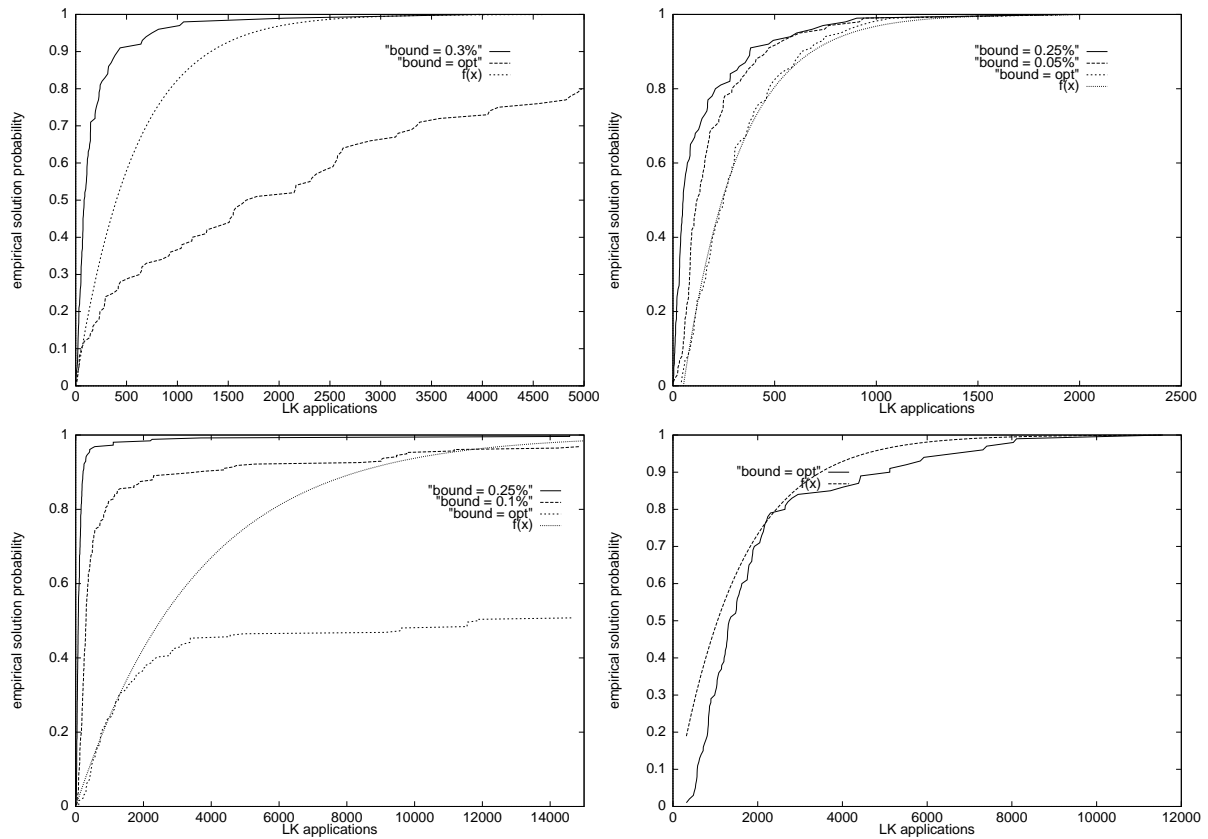 1
0.9
0.8
0.7
0.6
0.5
0.4
0.3
0.2
0.1
0
0 500 1000 1500 2000 2500 3000 3500 4000 4500 5000
empirical solution probability
LK applications
"bound = 0.3%"
"bound = opt"
f(x)
1
0.8
0.6
0.4
0.2
0
0 500 1000 1500 2000 2500
empirical solution probability
LK applications
"bound = 0.25%"
"bound = 0.05%"
"bound = opt"
f(x)
1
0.8
0.6
0.4
0.2
0
0 2000 4000 6000 8000 10000 12000 14000
empirical solution probability
LK applications
"bound = 0.25%"
"bound = 0.1%"
"bound = opt"
f(x)
1
0.9
0.8
0.7
0.6
0.5
0.4
0.3
0.2
0.1
0
0 2000 4000 6000 8000 10000 12000
empirical solution probability
LK applications
"bound = opt"
f(x)